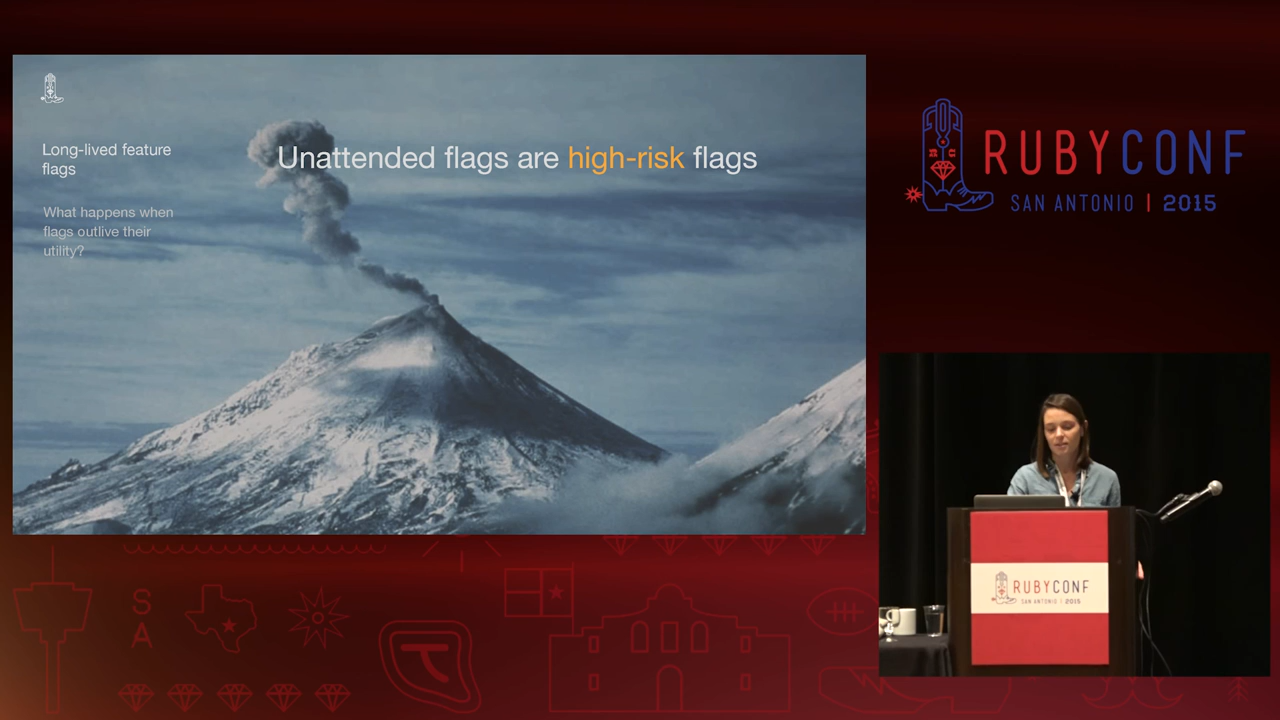 Long-lived feature
flags
What happens when
flags outlive their
utility?
Unattended flags are high-risk flags
RUBYCONF
SAN ANTONIO | 2015
RUBYCONF
SAN ANTONIO | 2015
S
A